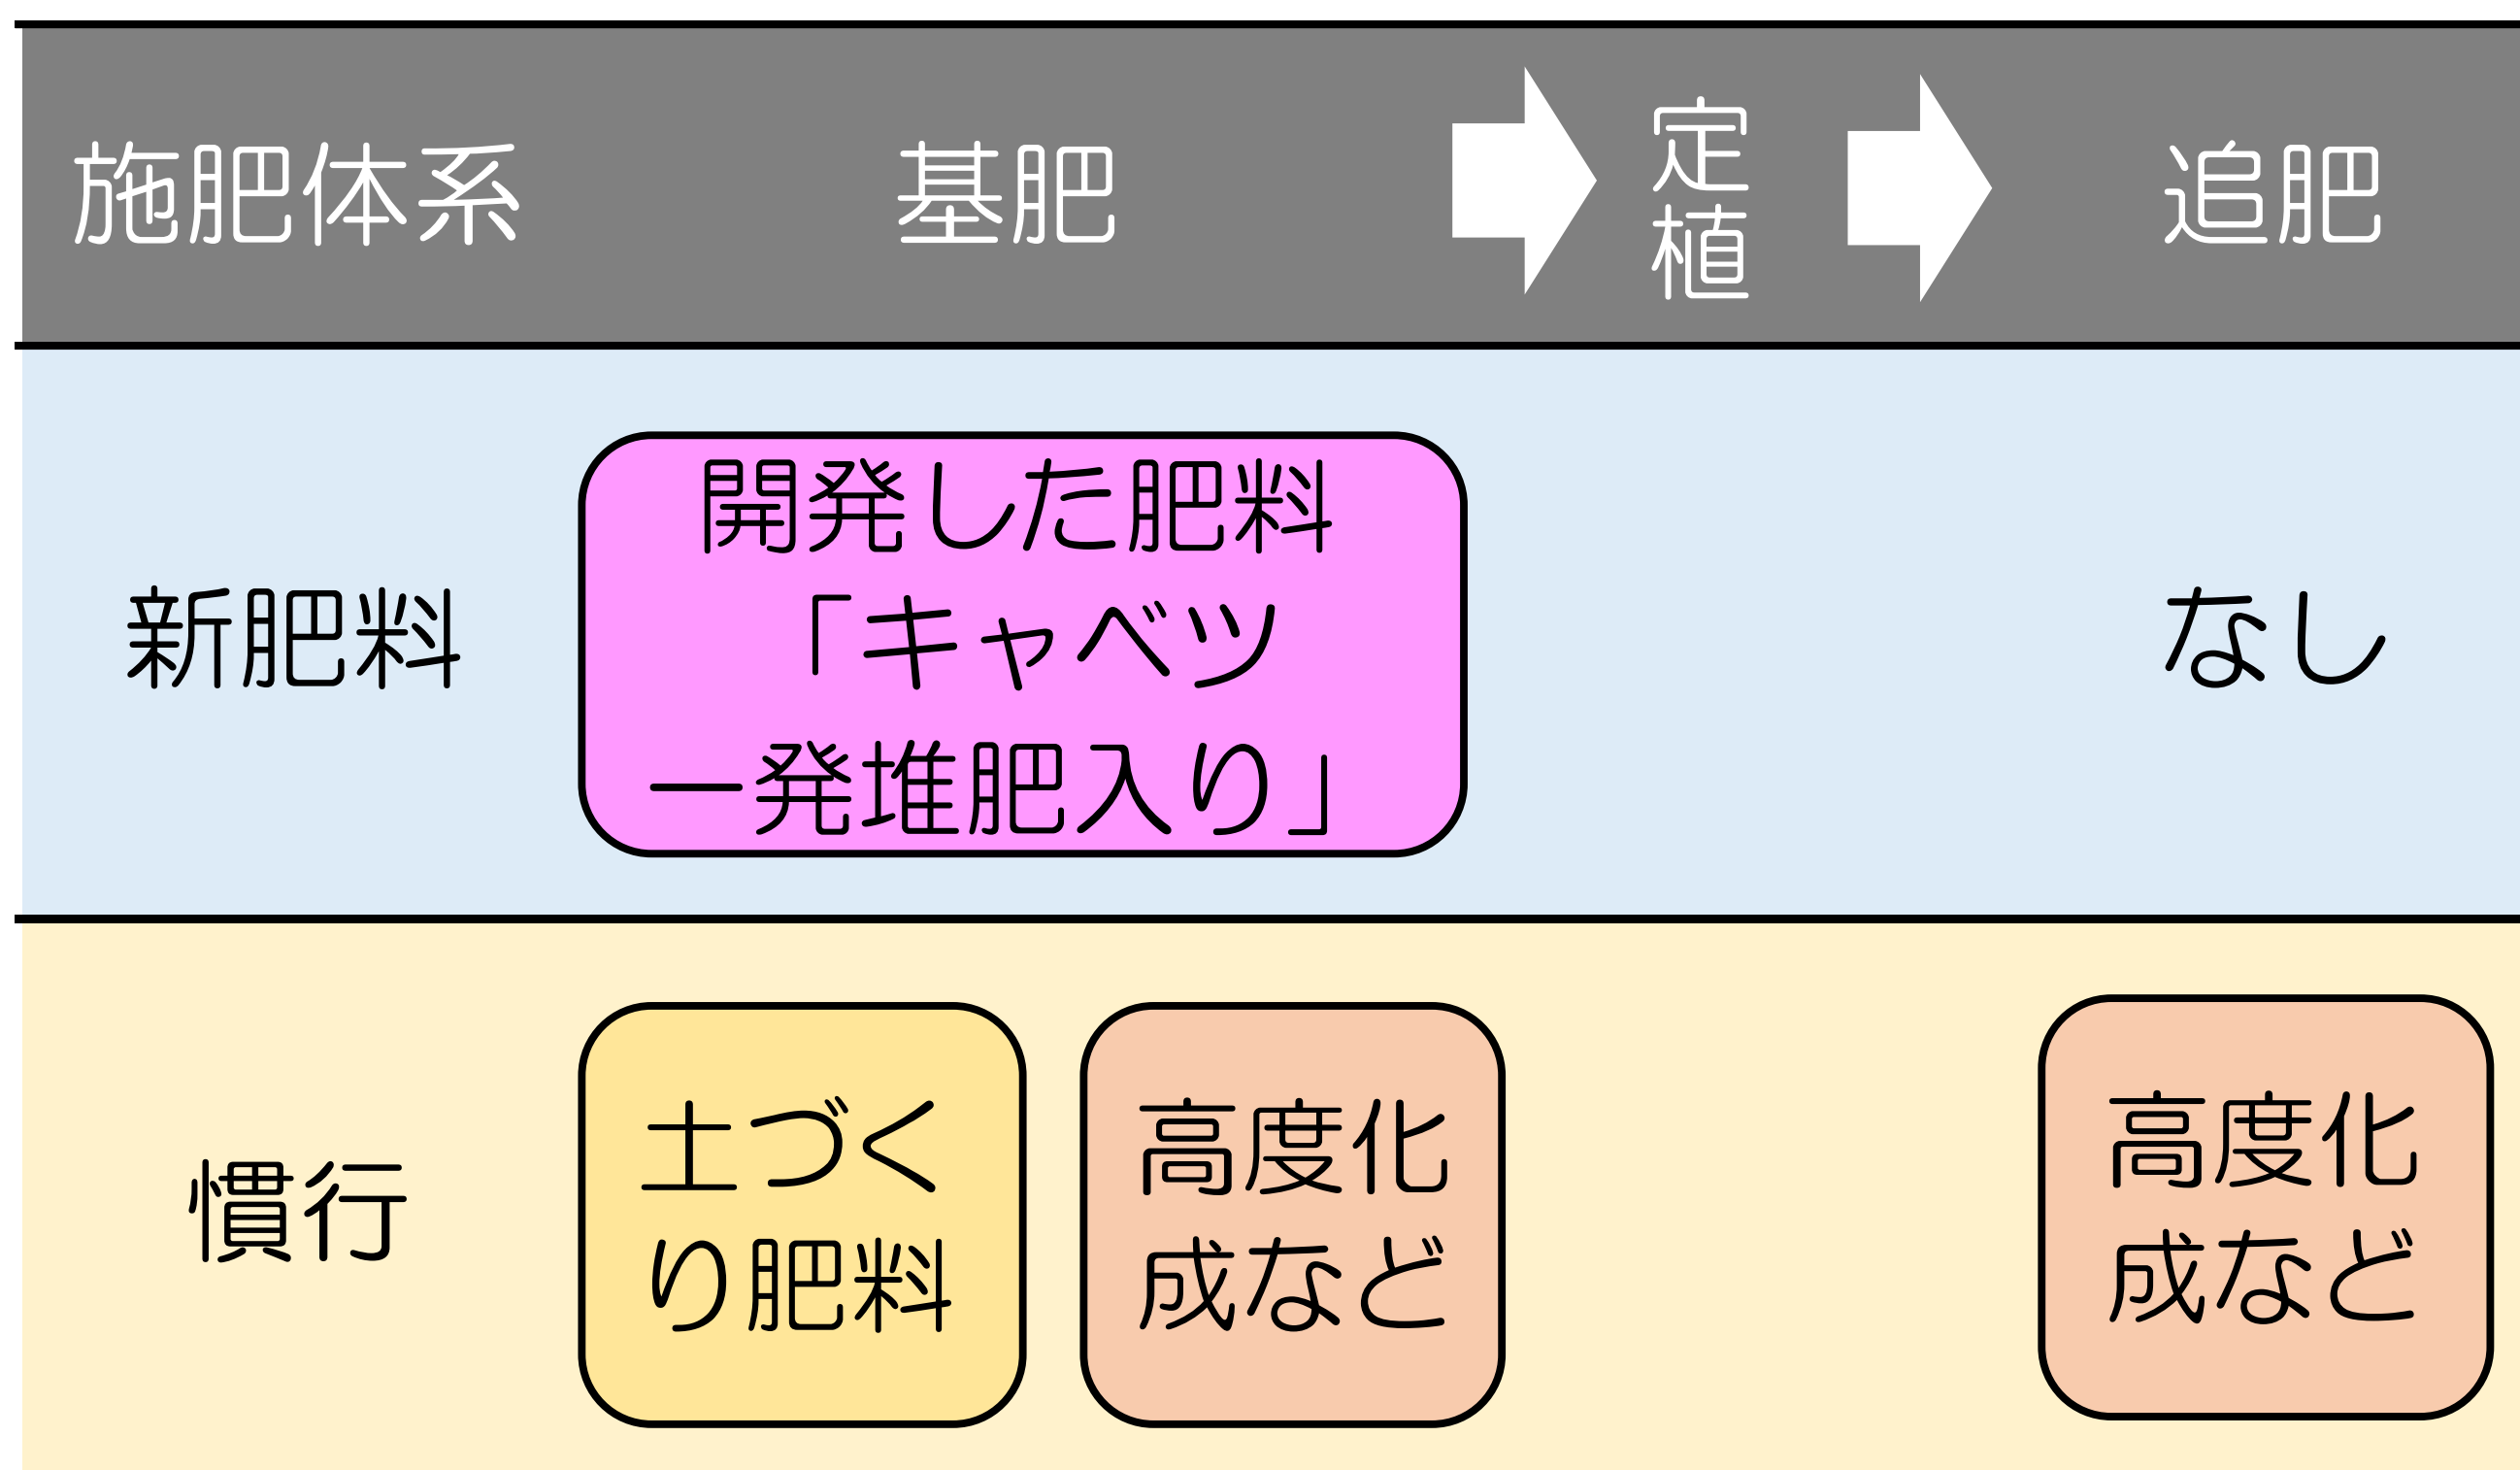 施肥体系
基肥
定
植
追肥
新肥料
開発した肥料
「キャベツ
一発堆肥入り」
なし
慣行
土づく
り肥料
高度化
成など
高度化
成など